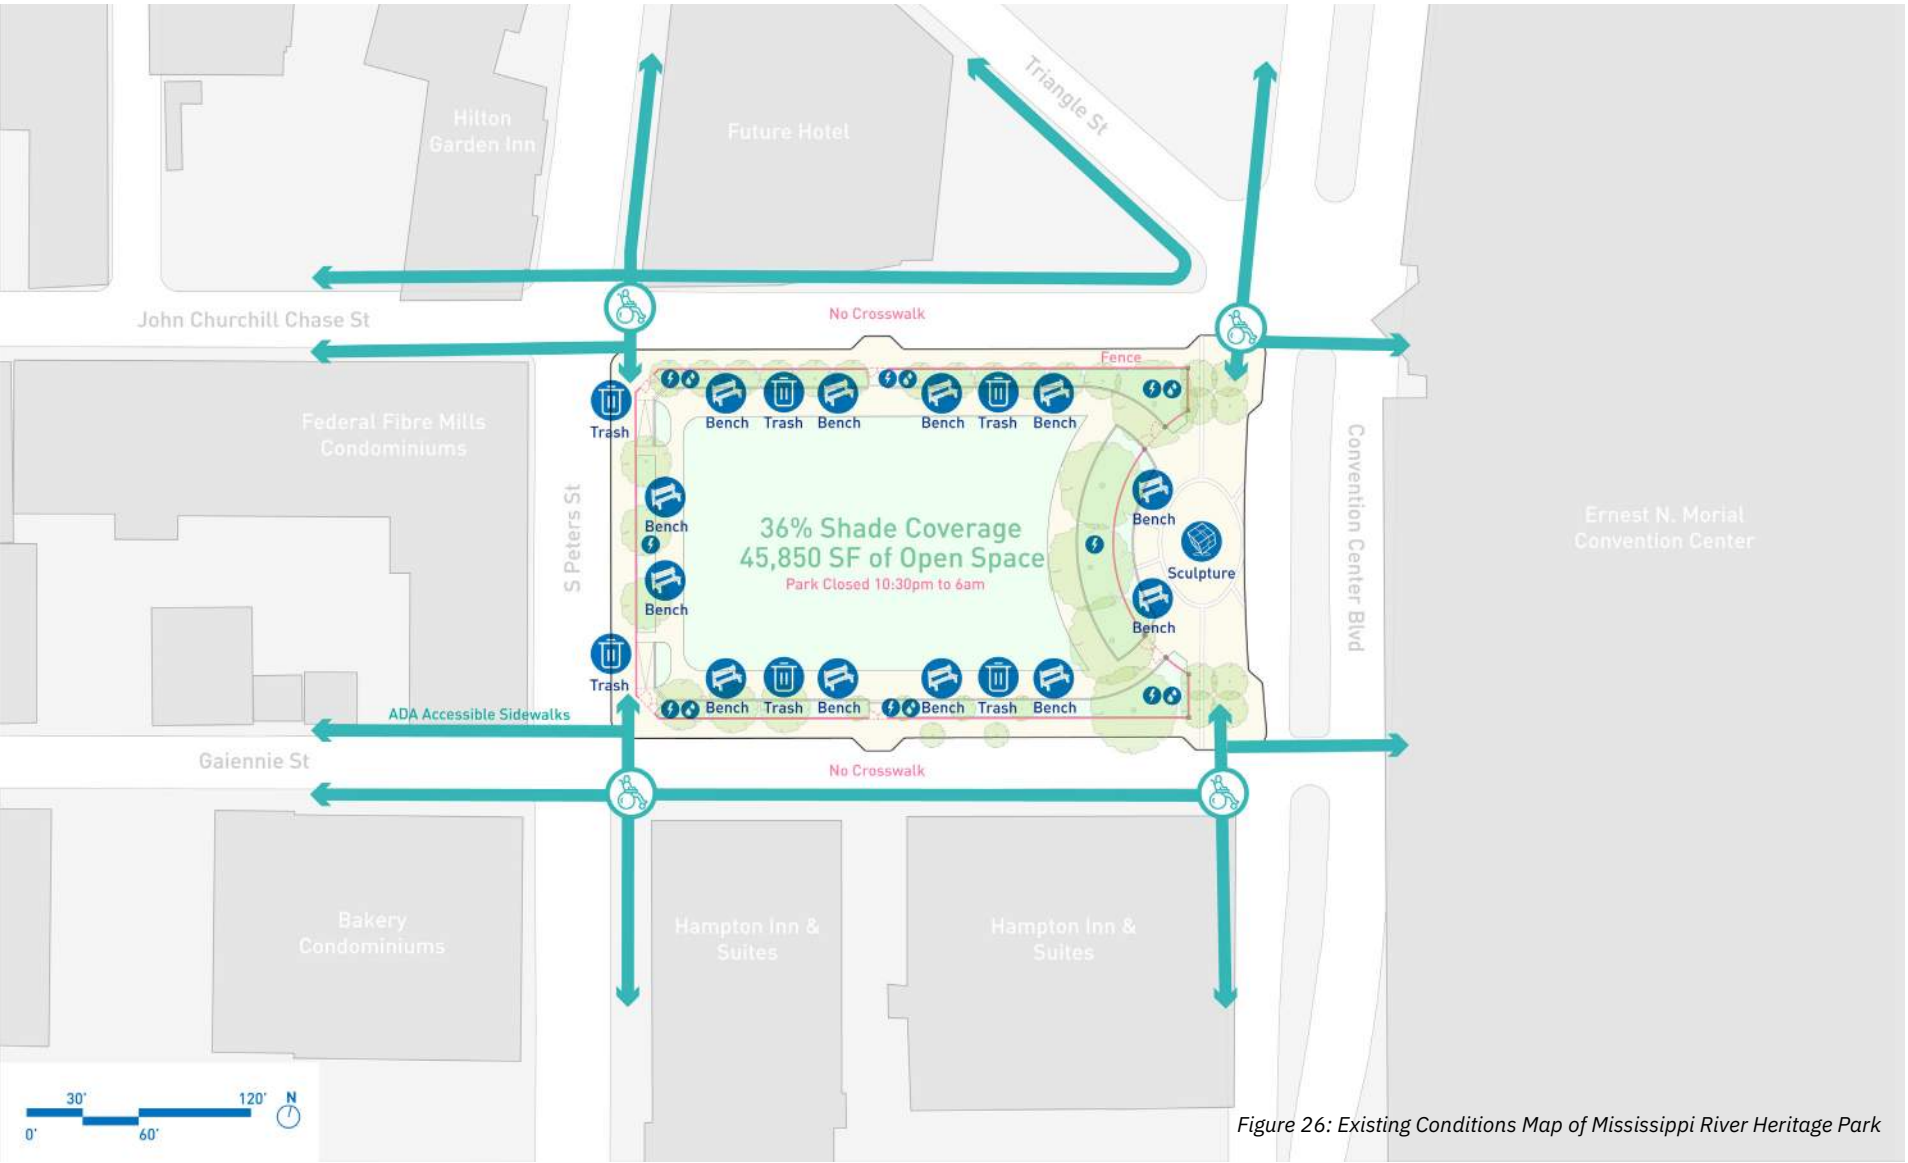 Triangle St
Hilton
Garden Inn
Future Hotel
John Churchill Chase St
No Crosswalk
Fence
Federal Fibre Mills
Condominiums
Trash
Bench
Trash
Bench
Bench
Trash
Bench
S Peters St
Bench
Bench
36% Shade Coverage
45,850 SF of Open Space
Park Closed 10:30pm to 6am
Bench
Sculpture
Bench
Convention Center Blvd
Ernest N. Morial
Convention Center
Trash
Bench
Trash
Bench
Bench
Trash
Bench
ADA Accessible Sidewalks
Gaiennie St
No Crosswalk
Bakery
Condominiums
Hampton Inn &
Suites
Hampton Inn &
Suites
30'
120'
N
0'
60'
Figure 26: Existing Conditions Map of Mississippi River Heritage Park